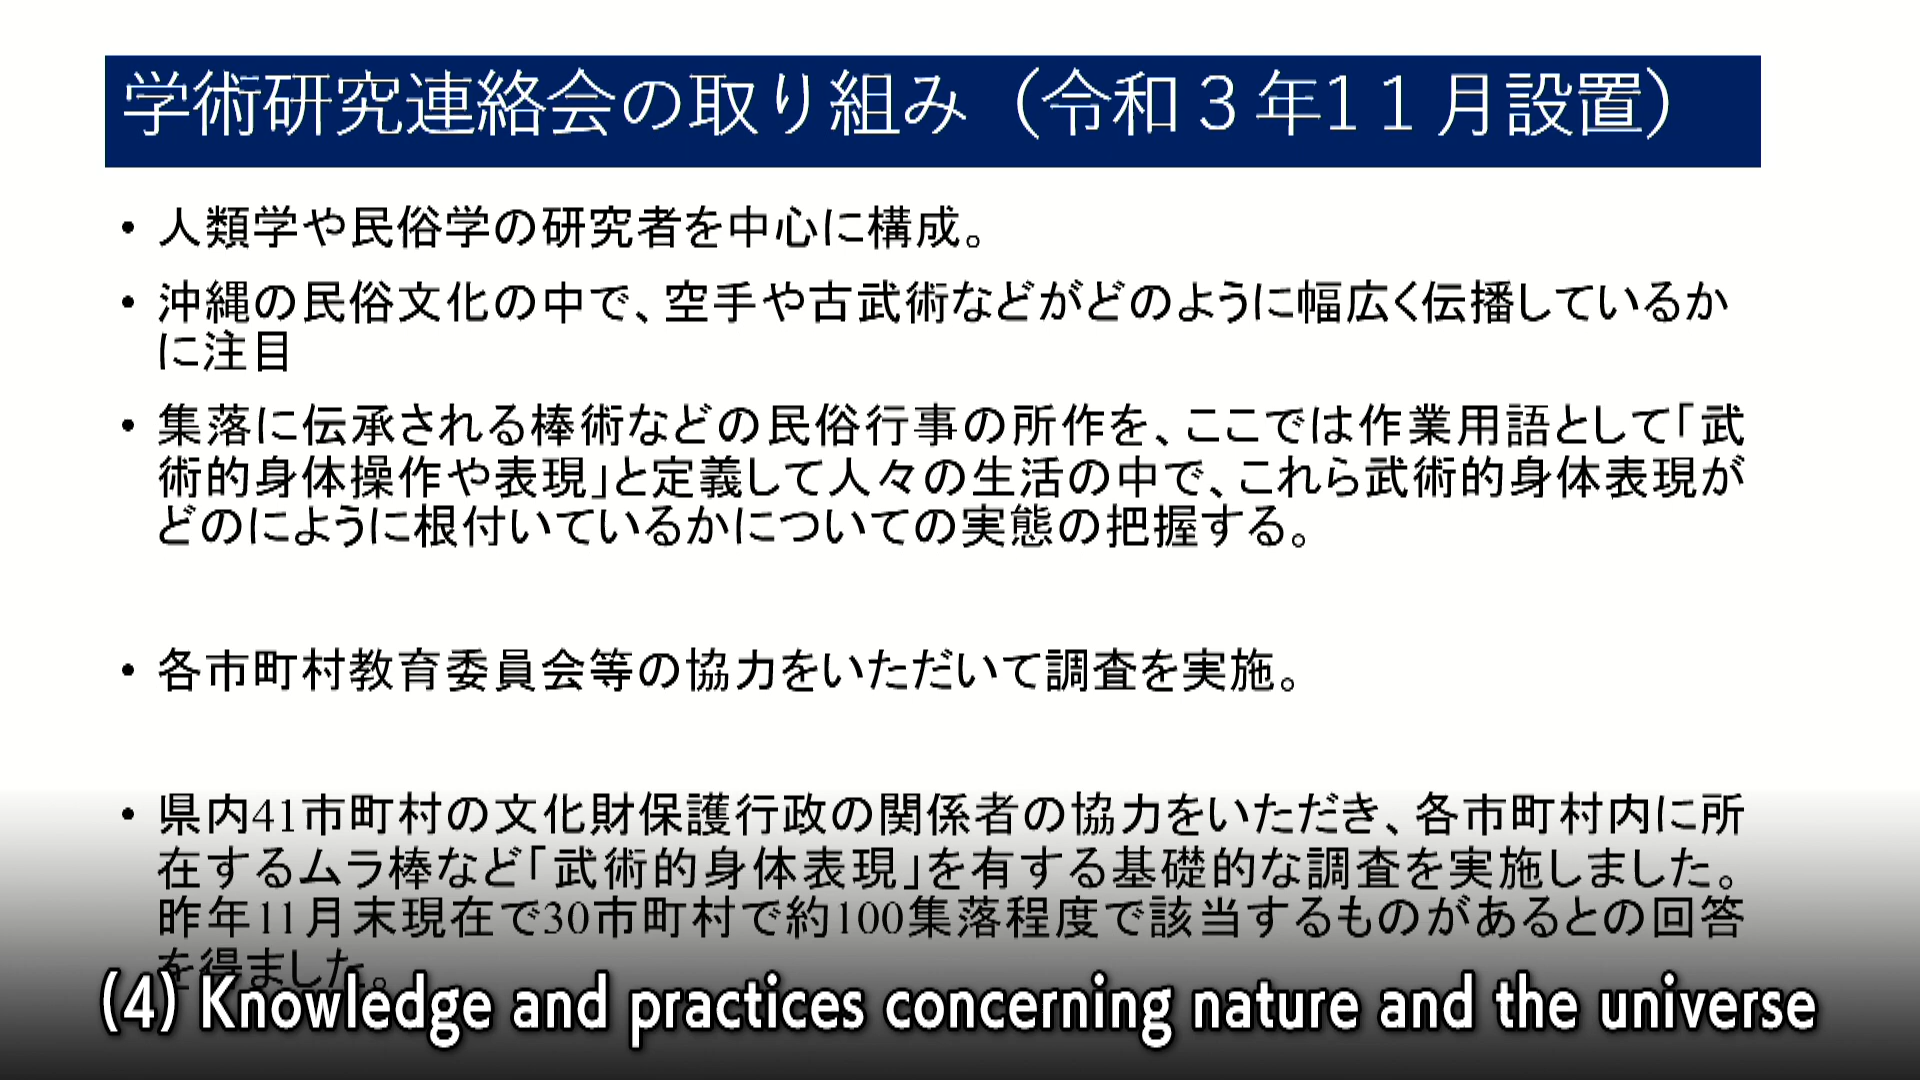 学術研究連絡会の取り組み（令和３年1１月設置）
• 人類学や民俗学の研究者を中心に構成。
• 沖縄の民俗文化の中で、空手や古武術などがどのように幅広く伝播しているか
に注目
• 集落に伝承される棒術などの民俗行事の所作を、ここでは作業用語として「武
術的身体操作や表現」と定義して人々の生活の中で、これら武術的身体表現が
どのにように根付いているかについての実態の把握する。
• 各市町村教育委員会等の協力をいただいて調査を実施。
• 県内41市町村の文化財保護行政の関係者の協力をいただき、各市町村内に所
在するムラ棒など「武術的身体表現」を有する基礎的な調査を実施しました。
昨年11月末現在で30市町村で約100集落程度で該当するものがあるとの回答
を得ました。
(4) Knowledge and practices concerning nature and the universe